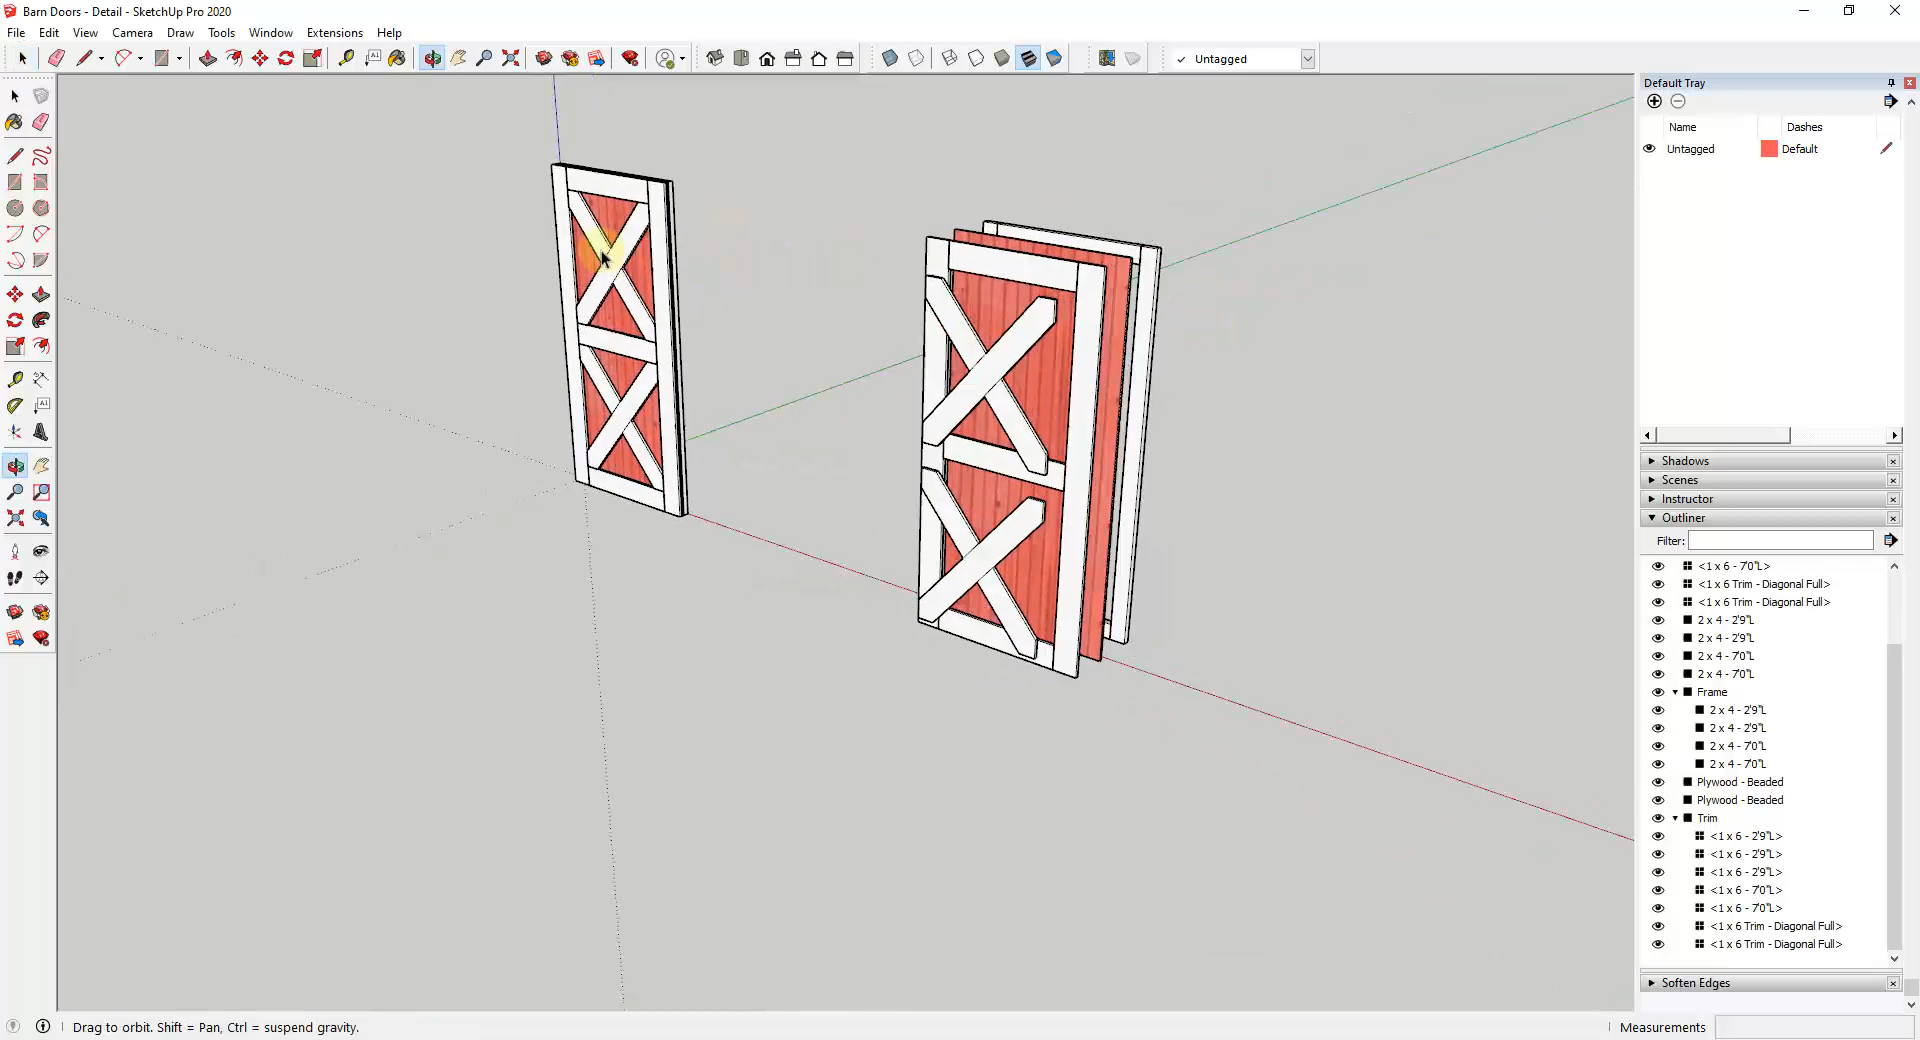 Barn Doors - Detail - SketchUp Pro 2020
File Edit View Camera Draw Tools Window Extensions Help
Untagged
Default Tray
Name Dashes
Untagged Default
Shadows
Scenes
Instructor
Outliner
Filter:
<1 x 6 - 7'0"L>
<1 x 6 Trim - Diagonal Full>
<1 x 6 Trim - Diagonal Full>
2 x 4 - 2'9"L
2 x 4 - 2'9"L
2 x 4 - 7'0"L
2 x 4 - 7'0"L
Frame
2 x 4 - 2'9"L
2 x 4 - 2'9"L
2 x 4 - 7'0"L
2 x 4 - 7'0"L
Plywood - Beaded
Plywood - Beaded
Trim
<1 x 6 - 2'9"L>
<1 x 6 - 2'9"L>
<1 x 6 - 2'9"L>
<1 x 6 - 7'0"L>
<1 x 6 - 7'0"L>
<1 x 6 Trim - Diagonal Full>
<1 x 6 Trim - Diagonal Full>
Soften Edges
Drag to orbit. Shift = Pan, Ctrl = suspend gravity.
Measurements